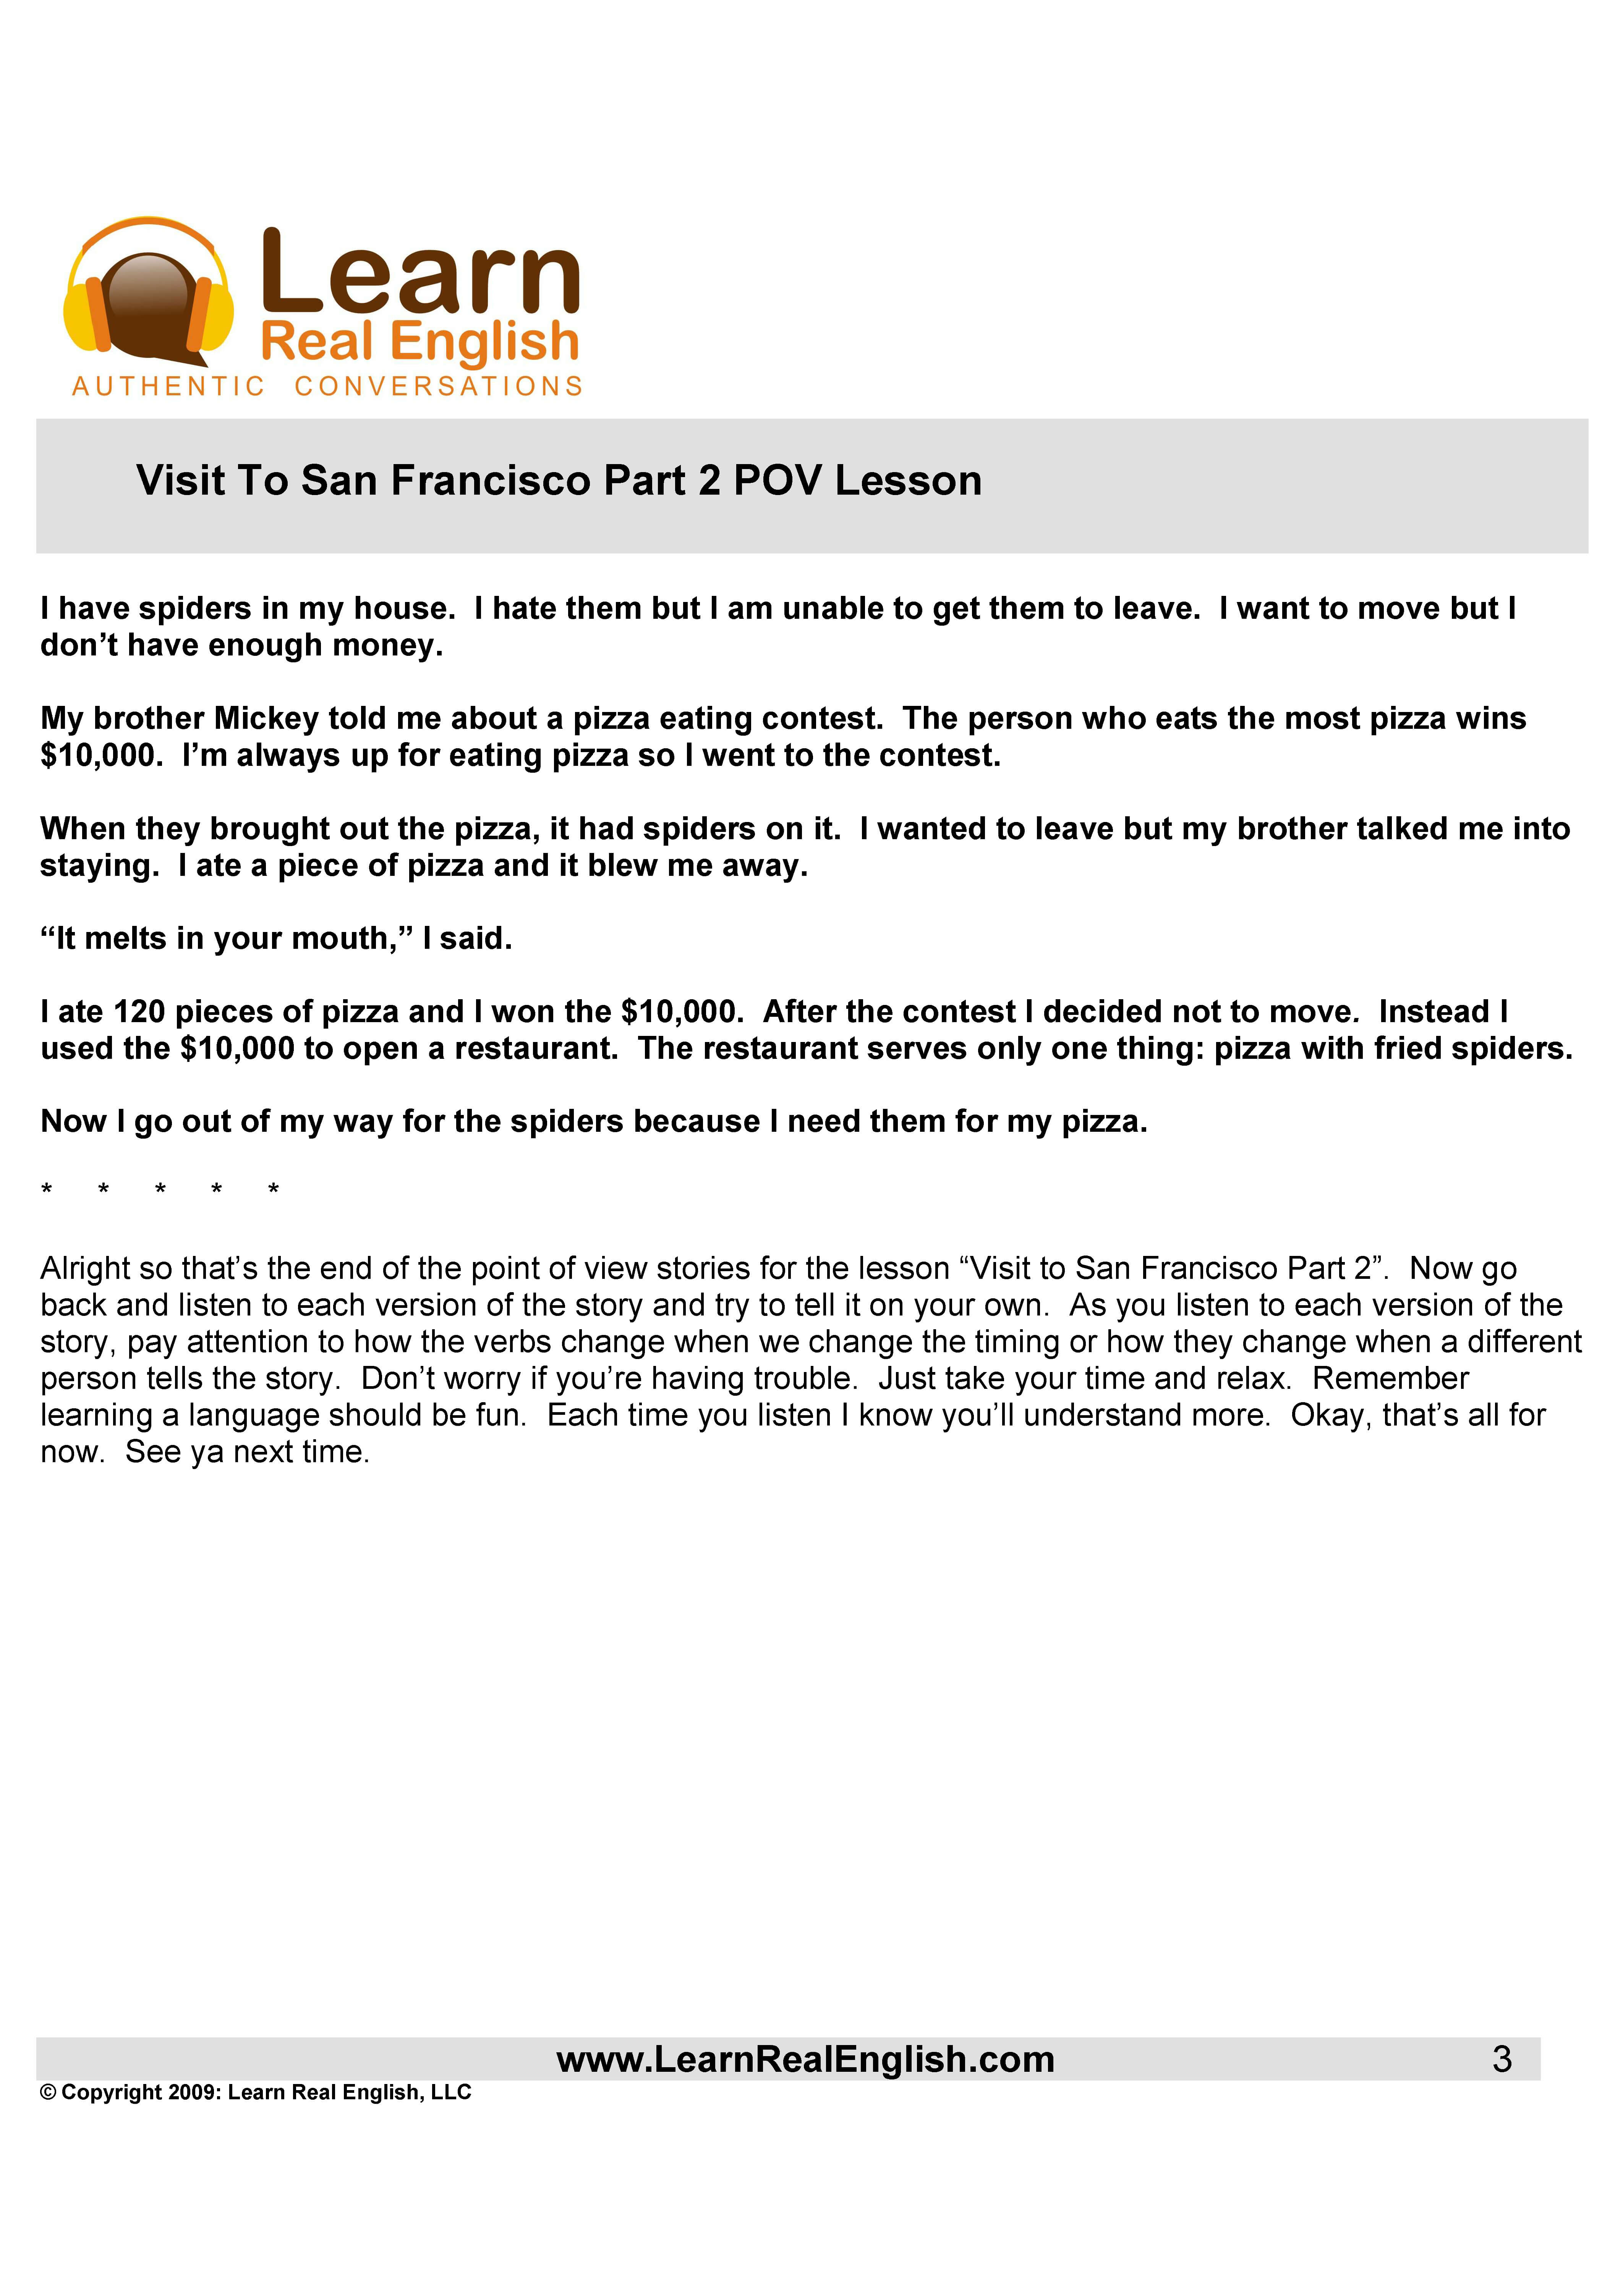 Learn
Real English
AUTHENTIC CONVERSATIONS
Visit To San Francisco Part 2 POV Lesson
I have spiders in my house.  I hate them but I am unable to get them to leave.  I want to move but I
don’t have enough money.
My brother Mickey told me about a pizza eating contest.  The person who eats the most pizza wins
$10,000.  I’m always up for eating pizza so I went to the contest.
When they brought out the pizza, it had spiders on it.  I wanted to leave but my brother talked me into
staying.  I ate a piece of pizza and it blew me away.
“It melts in your mouth,” I said.
I ate 120 pieces of pizza and I won the $10,000.  After the contest I decided not to move.  Instead I
used the $10,000 to open a restaurant.  The restaurant serves only one thing: pizza with fried spiders.
Now I go out of my way for the spiders because I need them for my pizza.
* * * * *
Alright so that’s the end of the point of view stories for the lesson “Visit to San Francisco Part 2”.  Now go
back and listen to each version of the story and try to tell it on your own.  As you listen to each version of the
story, pay attention to how the verbs change when we change the timing or how they change when a different
person tells the story.  Don’t worry if you’re having trouble.  Just take your time and relax.  Remember
learning a language should be fun.  Each time you listen I know you’ll understand more.  Okay, that’s all for
now.  See ya next time.
www.LearnRealEnglish.com 3
© Copyright 2009: Learn Real English, LLC